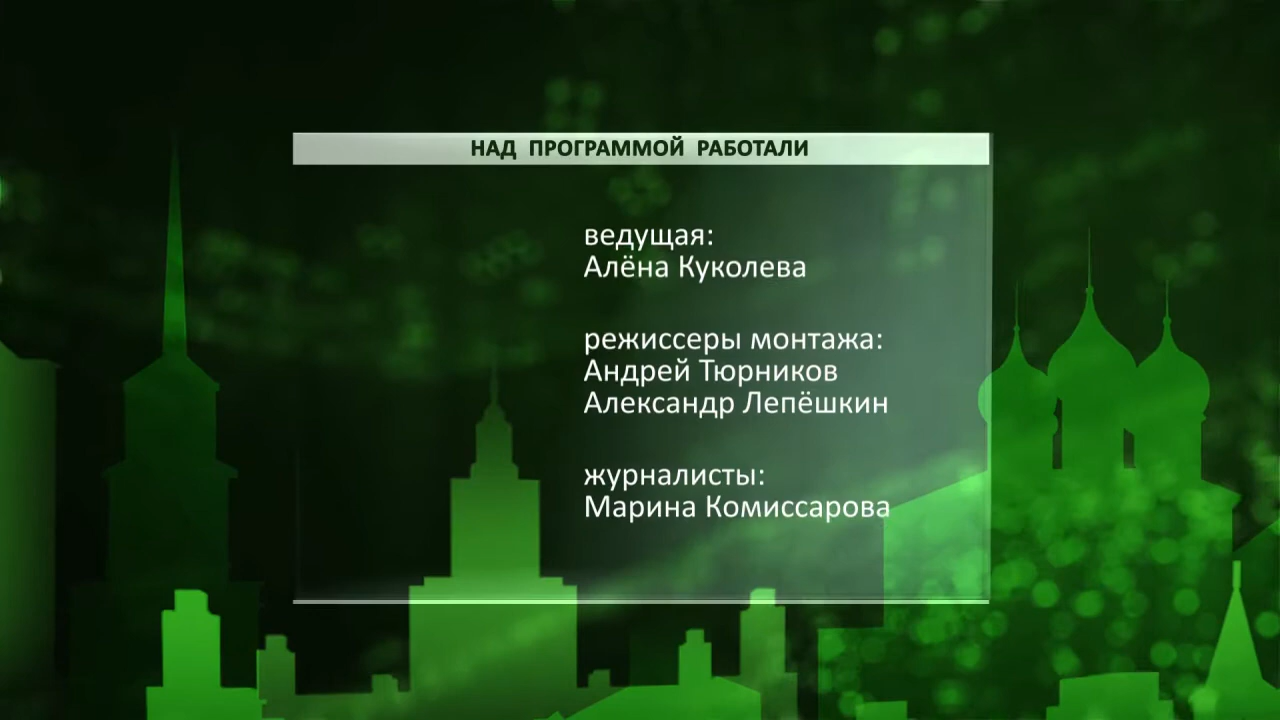 НАД ПРОГРАММОЙ РАБОТАЛИ
ведущая:
Алёна Куколева
режиссеры монтажа:
Андрей Тюрников
Александр Лепёшкин
журналисты:
Марина Комиссарова